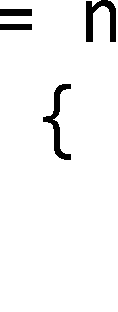 = n
{